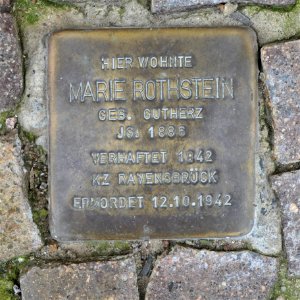 HIER WOHNTE
MARIE ROTHSTEIN
GEB. GUTHERZ
JG. 1886
VERHAFTET 1942
KZ RAVENSBRÜCK
ERMORDET 12.10.1942